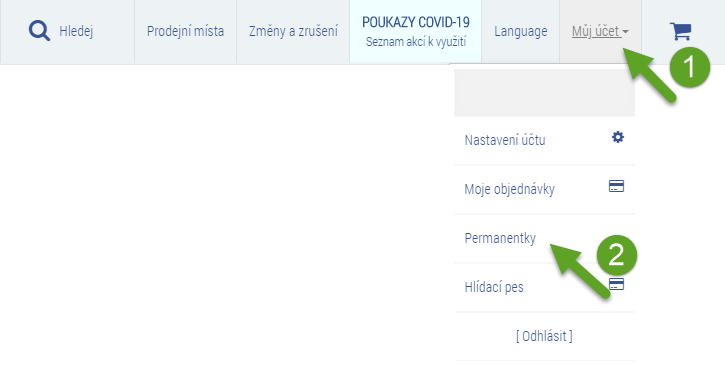 Hledej
Prodejní místa
Změny a zrušení
POUKAZY COVID-19
Seznam akcí k využití
Language
Můj účet
1
Nastavení účtu
Moje objednávky
Permanentky
2
Hlídací pes
[ Odhlásit ]